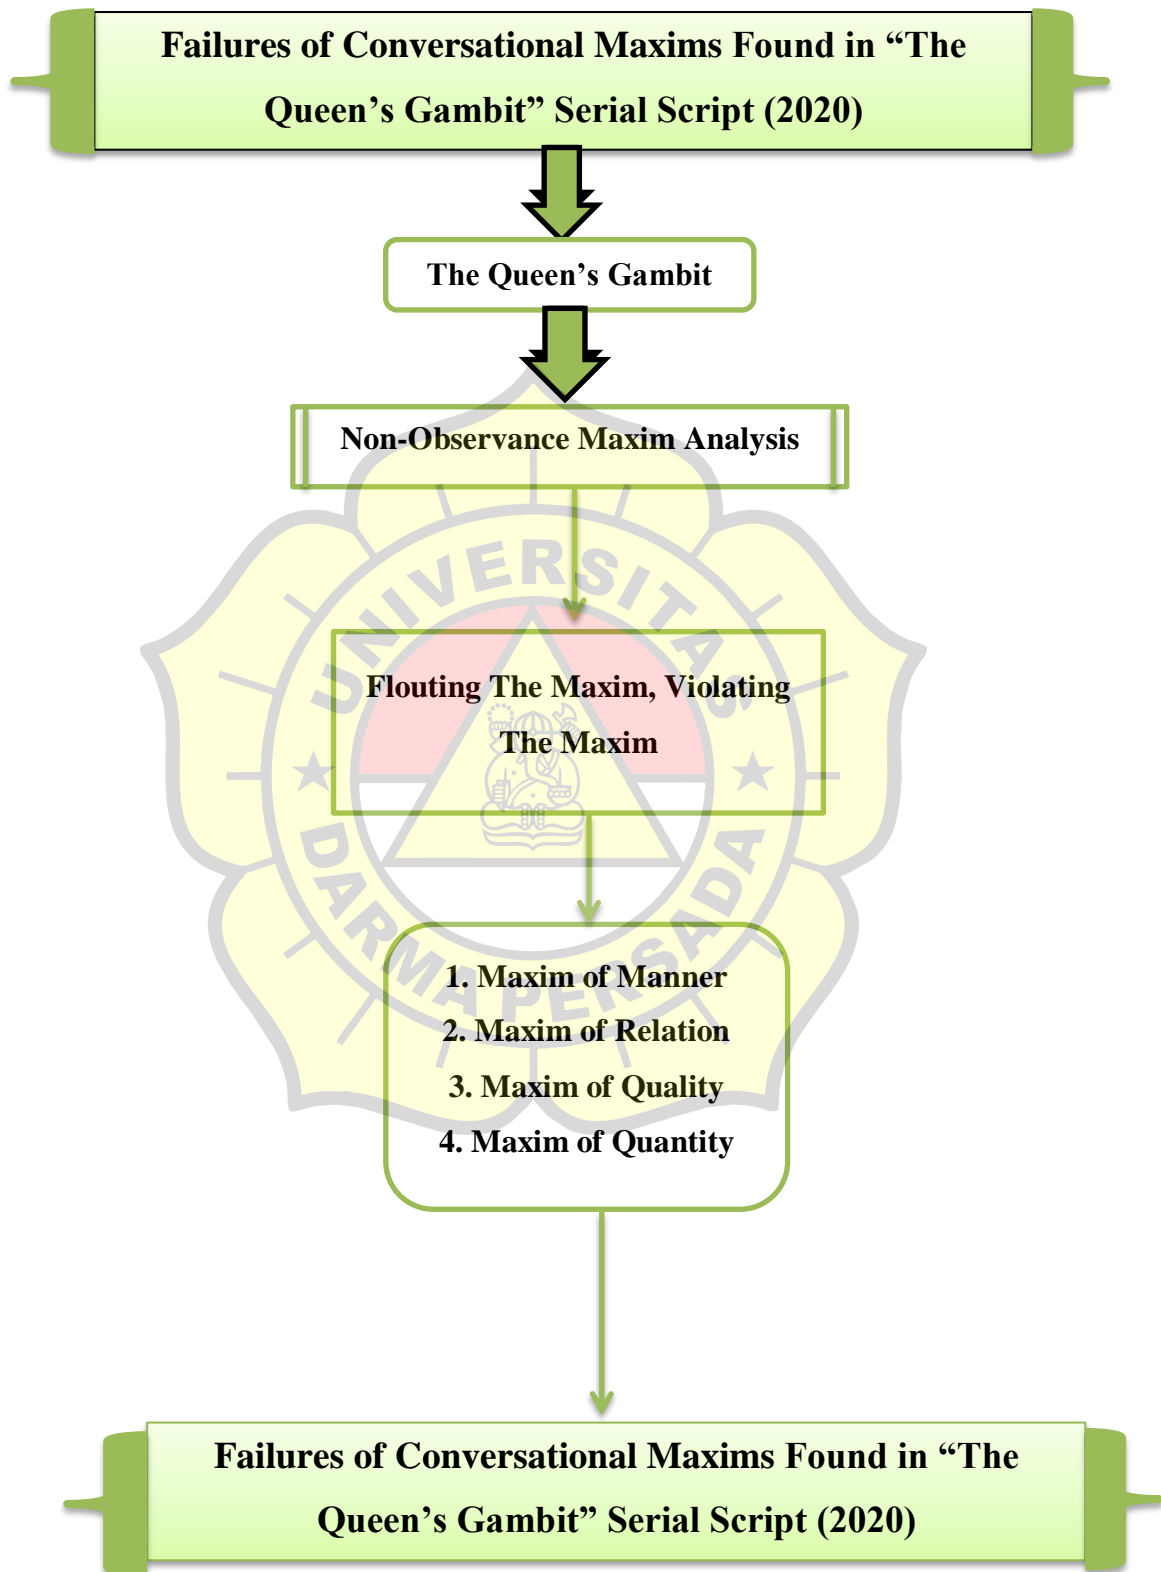 Failures of Conversational Maxims Found in “The
Queen’s Gambit” Serial Script (2020)
The Queen’s Gambit
Non-Observance Maxim Analysis
UNIVERSITAS
Flouting The Maxim, Violating
The Maxim
DARMA PERSADA
1. Maxim of Manner
2. Maxim of Relation
3. Maxim of Quality
4. Maxim of Quantity
Failures of Conversational Maxims Found in “The
Queen’s Gambit” Serial Script (2020)